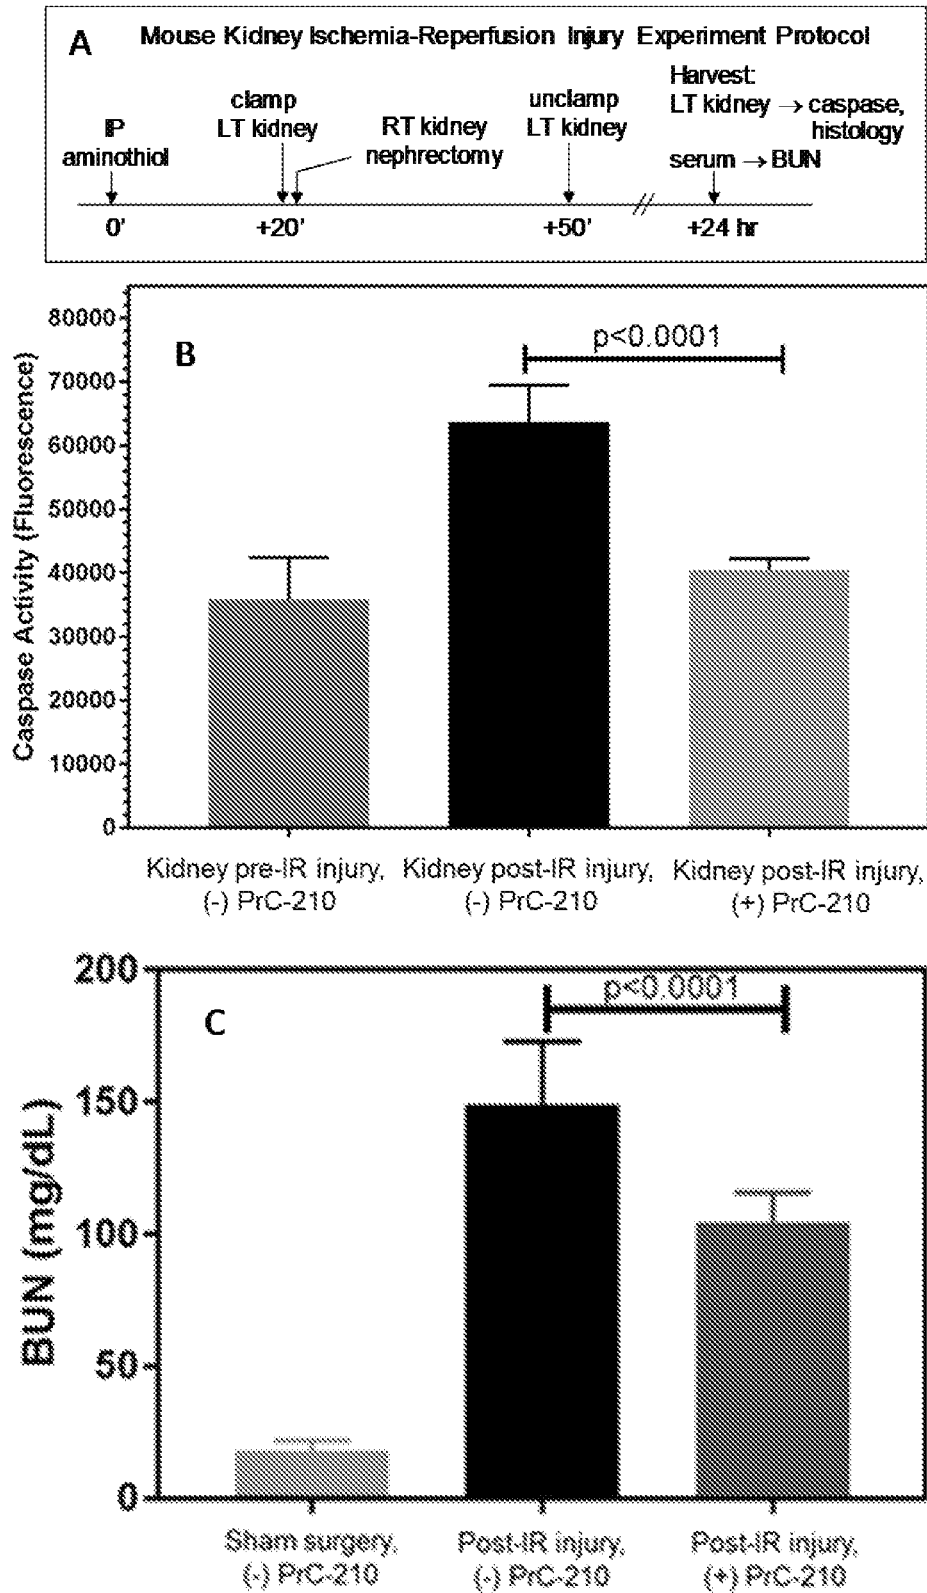 A Mouse Kidney Ischemia-Reperfusion Injury Experiment Protocol
IP
aminothiol
clamp
LT kidney
RT kidney
nephrectomy
unclamp
LT kidney
Harvest:
LT kidney → caspase,
histology
serum → BUN
0' +20' +50' // +24 hr
B
p<0.0001
Caspase Activity (Fluorescence)
80000
70000
60000
50000
40000
30000
20000
10000
0
Kidney pre-IR injury,
(-) PrC-210
Kidney post-IR injury,
(-) PrC-210
Kidney post-IR injury,
(+) PrC-210
C
p<0.0001
BUN (mg/dL)
200
150
100
50
0
Sham surgery,
(-) PrC-210
Post-IR injury,
(-) PrC-210
Post-IR injury,
(+) PrC-210